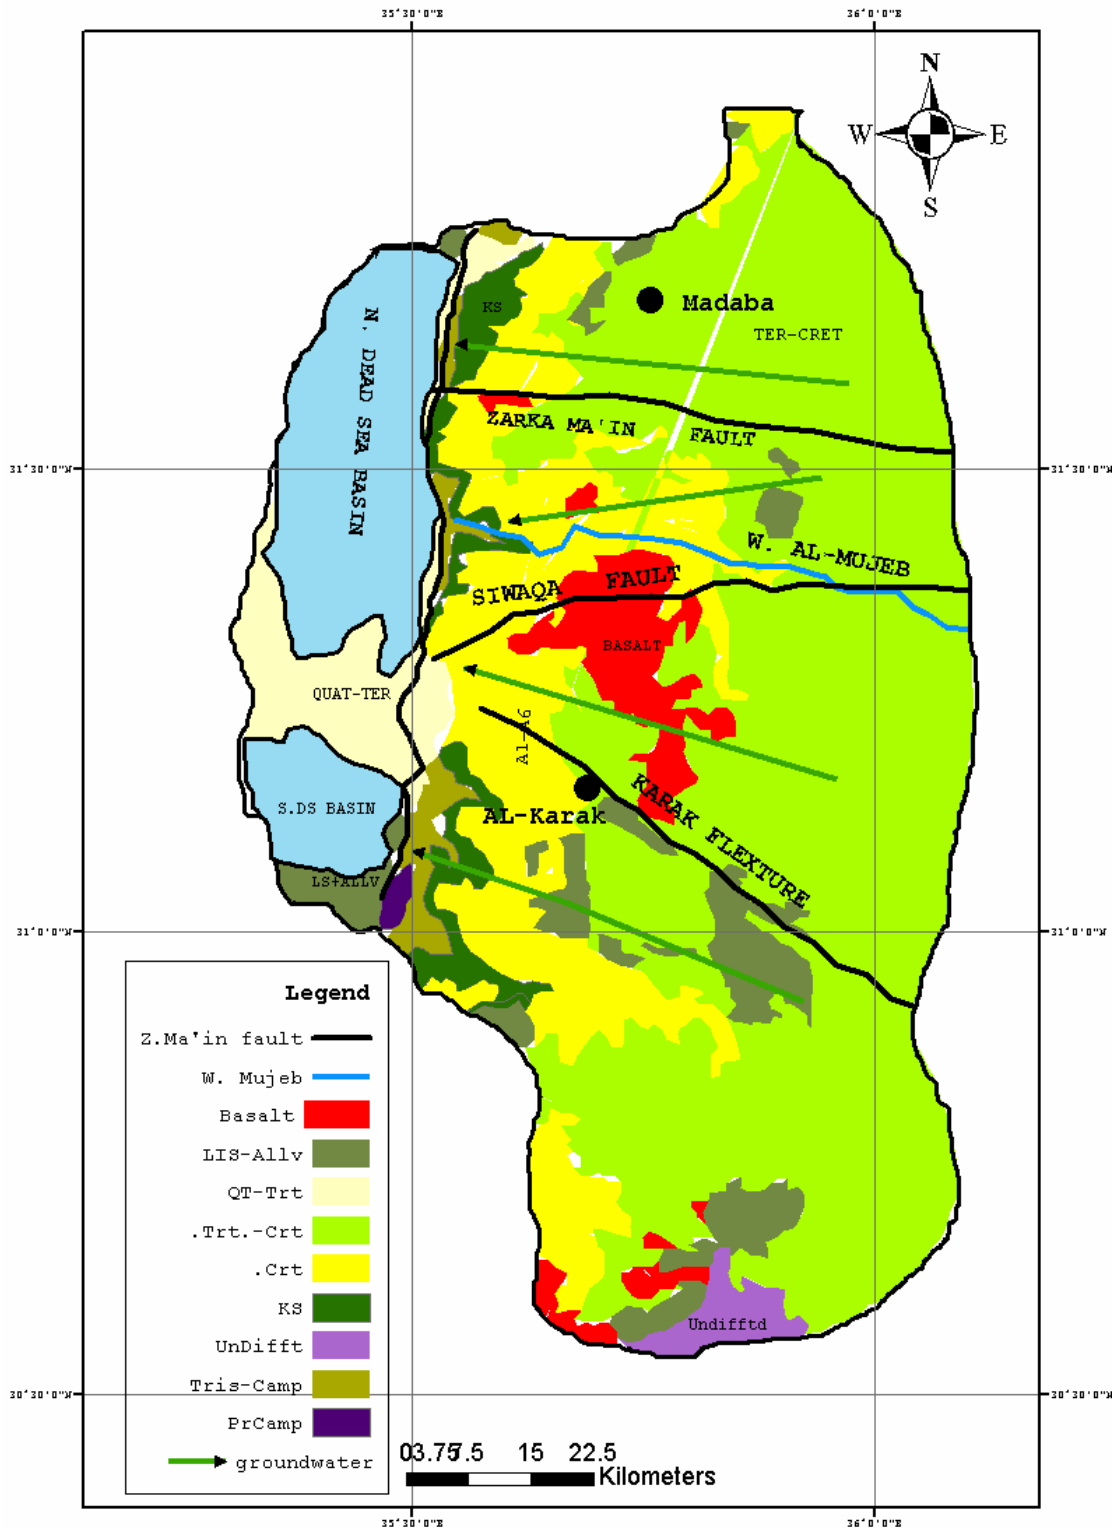 35°30'0"E
36°0'0"E
N
W
E
S
KS
Madaba
TER-CRET
N. DEAD SEA BASIN
ZARKA MA'IN
FAULT
31°30'0"W
31°30'0"W
W. AL-MUJEB
SIWAQA
FAULT
BASALT
QUAT-TER
A1-A6
S.DS BASIN
AL-Karak
KARAK FLEXTURE
LS+ALLV
31°0'0"W
31°0'0"W
Legend
Z.Ma'in fault
W. Mujeb
Basalt
LIS-Allv
QT-Trt
.Trt.-Crt
.Crt
KS
UnDifft
Tris-Camp
PrCamp
groundwater
Undifftd
30°30'0"W
30°30'0"W
03.757.5 15 22.5
Kilometers
35°30'0"E
36°0'0"E